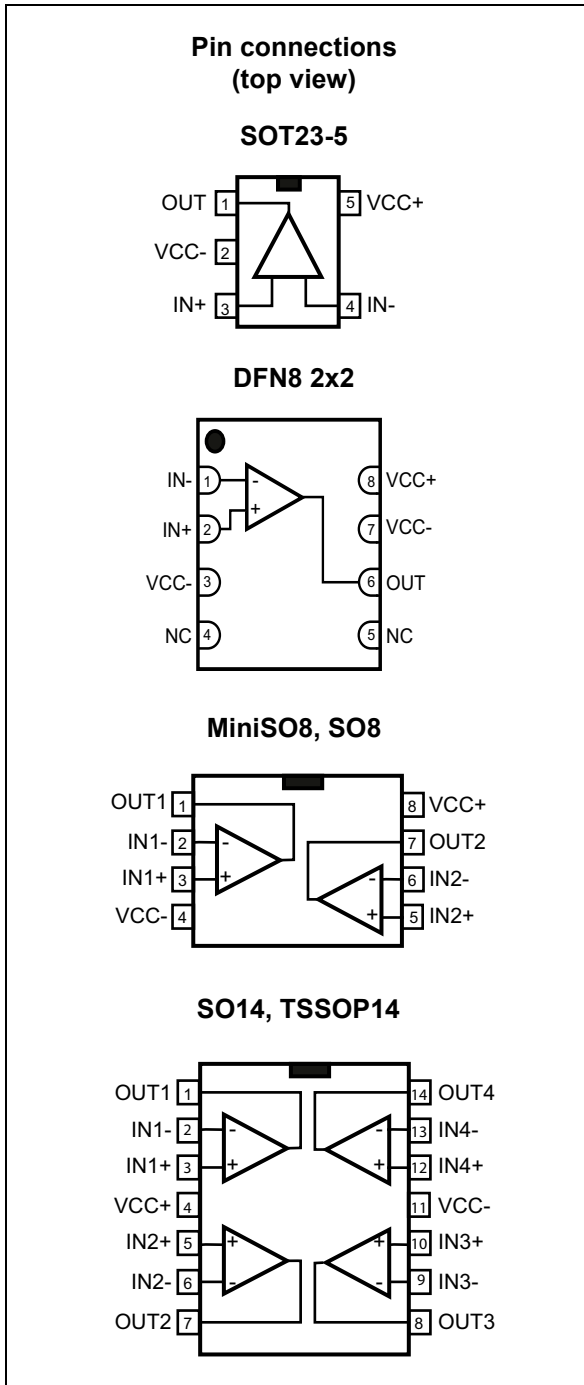 Pin connections
(top view)
SOT23-5
OUT 1 5 VCC+
VCC- 2
IN+ 3 4 IN-
DFN8 2x2
IN- 1 - 8 VCC+
IN+ 2 + 7 VCC-
VCC- 3 6 OUT
NC 4 5 NC
MiniSO8, SO8
OUT1 1 8 VCC+
IN1- 2 - 7 OUT2
IN1+ 3 + - 6 IN2-
VCC- 4 + 5 IN2+
SO14, TSSOP14
OUT1 1 14 OUT4
IN1- 2 - - 13 IN4-
IN1+ 3 + + 12 IN4+
VCC+ 4 11 VCC-
IN2+ 5 + + 10 IN3+
IN2- 6 - - 9 IN3-
OUT2 7 8 OUT3